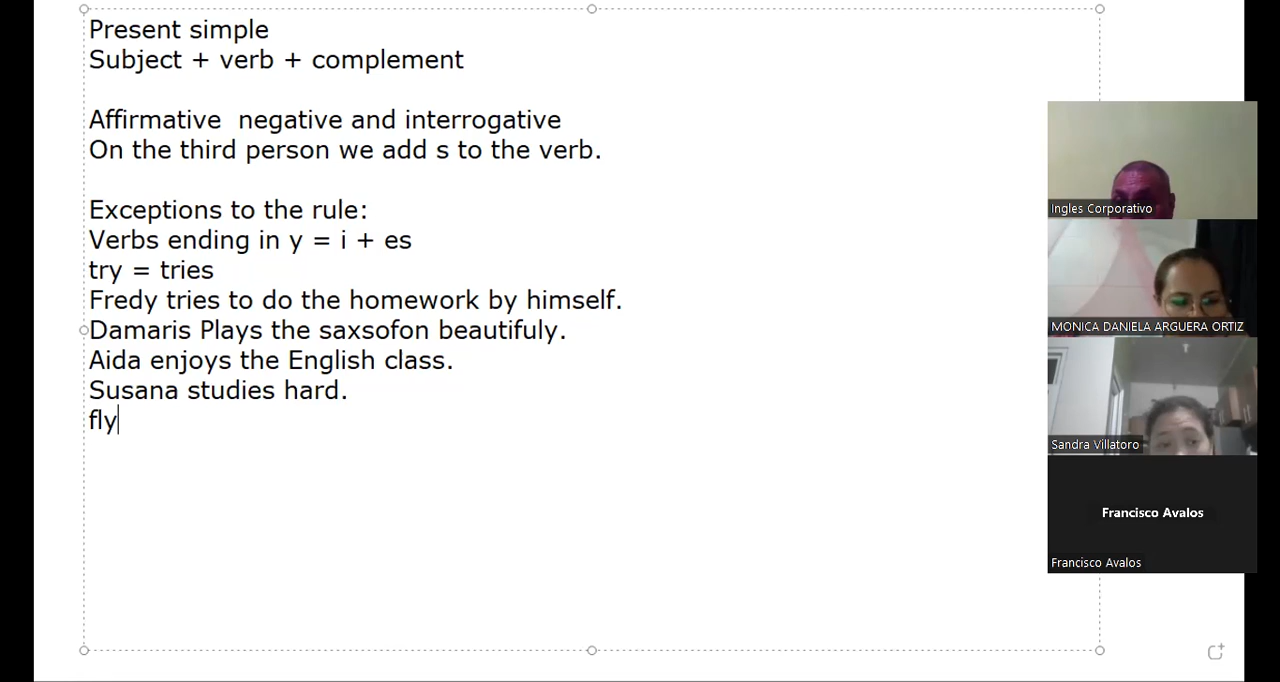 Present simple
Subject + verb + complement
Affirmative  negative and interrogative
On the third person we add s to the verb.
Exceptions to the rule:
Verbs ending in y = i + es
try = tries
Fredy tries to do the homework by himself.
Damaris Plays the saxsofon beautifuly.
Aida enjoys the English class.
Susana studies hard.
fly
Ingles Corporativo
MONICA DANIELA ARGUERA ORTIZ
Sandra Villatoro
Francisco Avalos
Francisco Avalos